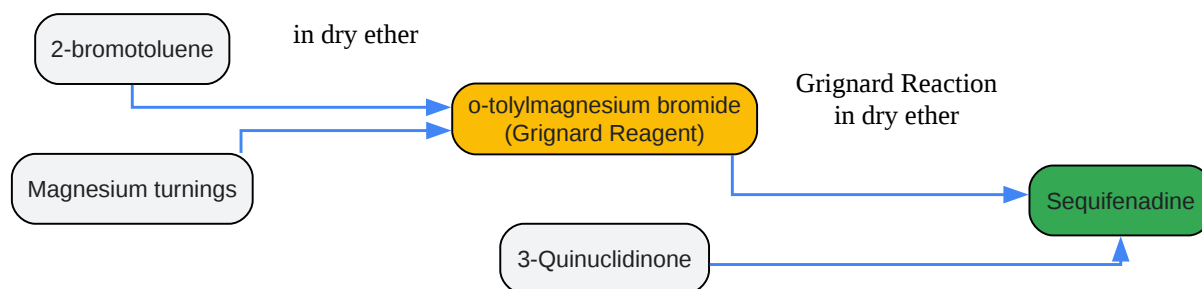 2-bromotoluene
in dry ether
Magnesium turnings
o-tolylmagnesium bromide
(Grignard Reagent)
Grignard Reaction
in dry ether
3-Quinuclidinone
Sequifenadine